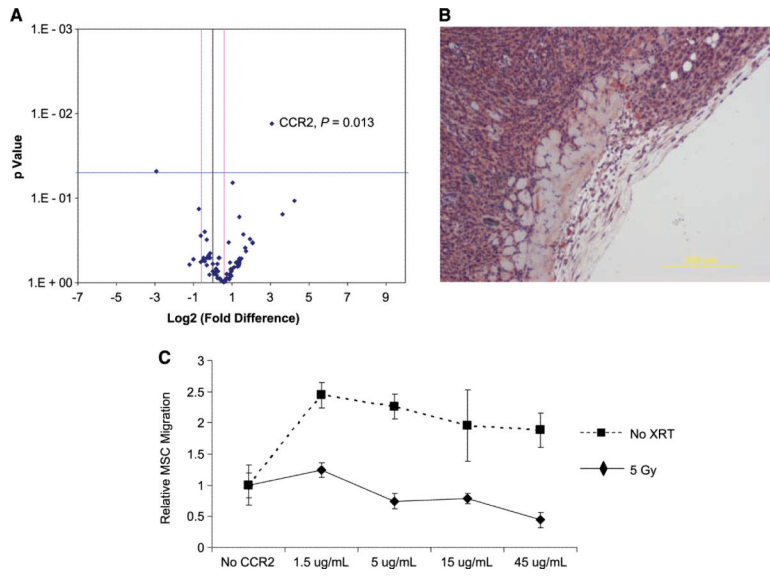 A
1.E - 03
1.E - 02
1.E - 01
1.E + 00
p Value
CCR2, P = 0.013
-7 -5 -3 -1 1 3 5 7 9
Log2 (Fold Difference)
B
C
3
2.5
2
1.5
1
0.5
0
Relative MSC Migration
No CCR2 1.5 ug/mL 5 ug/mL 15 ug/mL 45 ug/mL
No XRT
5 Gy